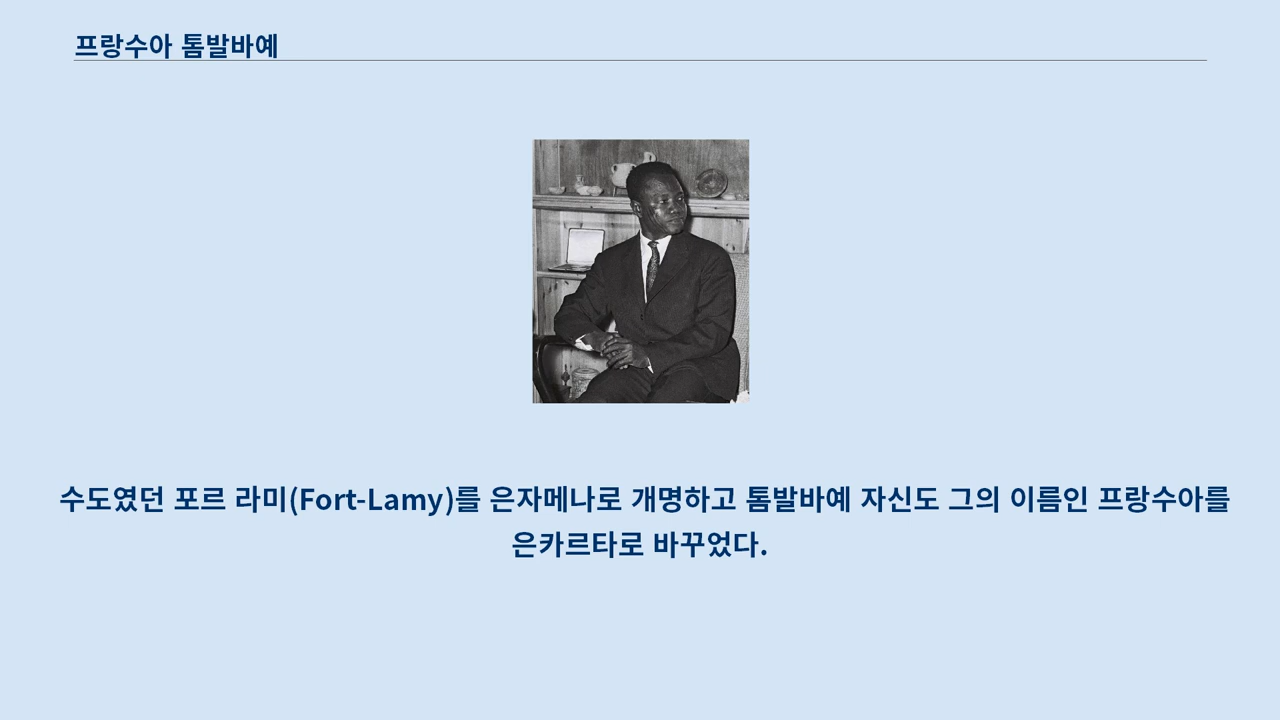 프랑수아 톰발바예
수도였던 포르 라미(Fort-Lamy)를 은자메나로 개명하고 톰발바예 자신도 그의 이름인 프랑수아를
은카르타로 바꾸었다.